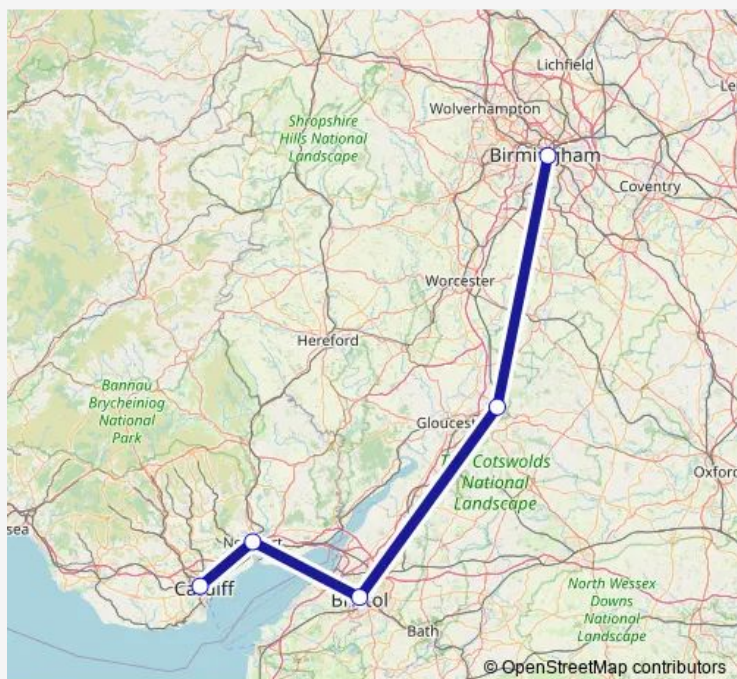 Lichfield
Wolverhampton
Shropshire
Hills National
Landscape
Birmingham
Coventry
Worcester
Hereford
Bannau
Brycheiniog
National
Park
Cotswolds
National
Landscape
Oxford
Cardiff
North Wessex
Downs
National
Landscape
Bath
© OpenStreetMap contributors